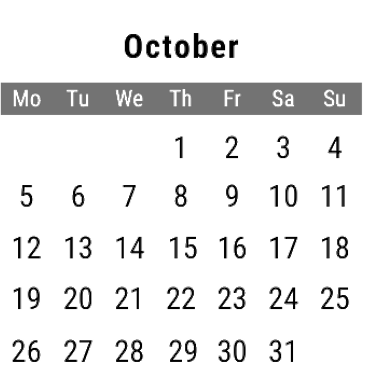 October
Mo Tu We Th Fr Sa Su
1 2 3 4
5 6 7 8 9 10 11
12 13 14 15 16 17 18
19 20 21 22 23 24 25
26 27 28 29 30 31